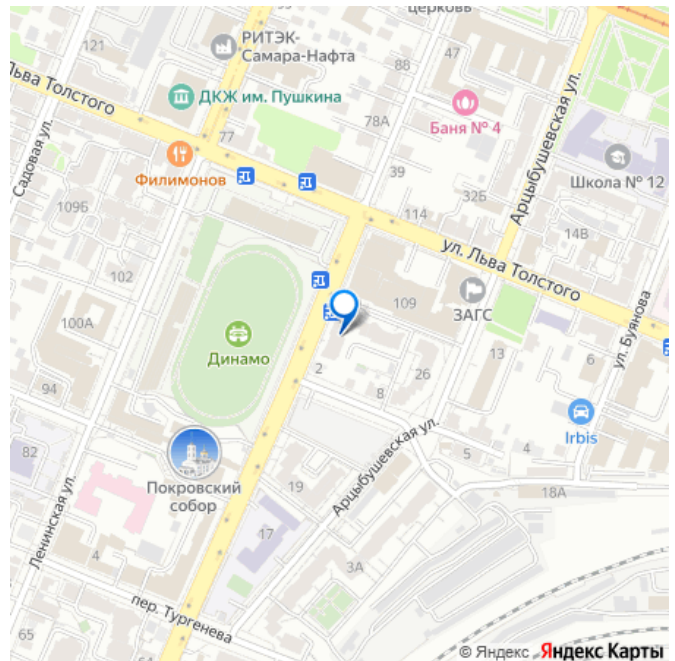 церковь
53
121
РИТЭК-
Самара-Нафта
47
88
Льва Толстого
ДКЖ им. Пушкина
77
78А
Баня № 4
Арцыбушевская ул.
Садовая ул.
Филимонов
39
Школа № 12
32Б
109Б
114
14В
ул. Льва Толстого
102
109
ЗАГС
100А
Динамо
2
13
ул. Буянова
6
26
8
94
Irbis
Арцыбушевская ул.
82
Покровский
собор
5
4
18А
19
Ленинская ул.
17
4
3А
пер. Тургенева
65
© Яндекс Яндекс Карты